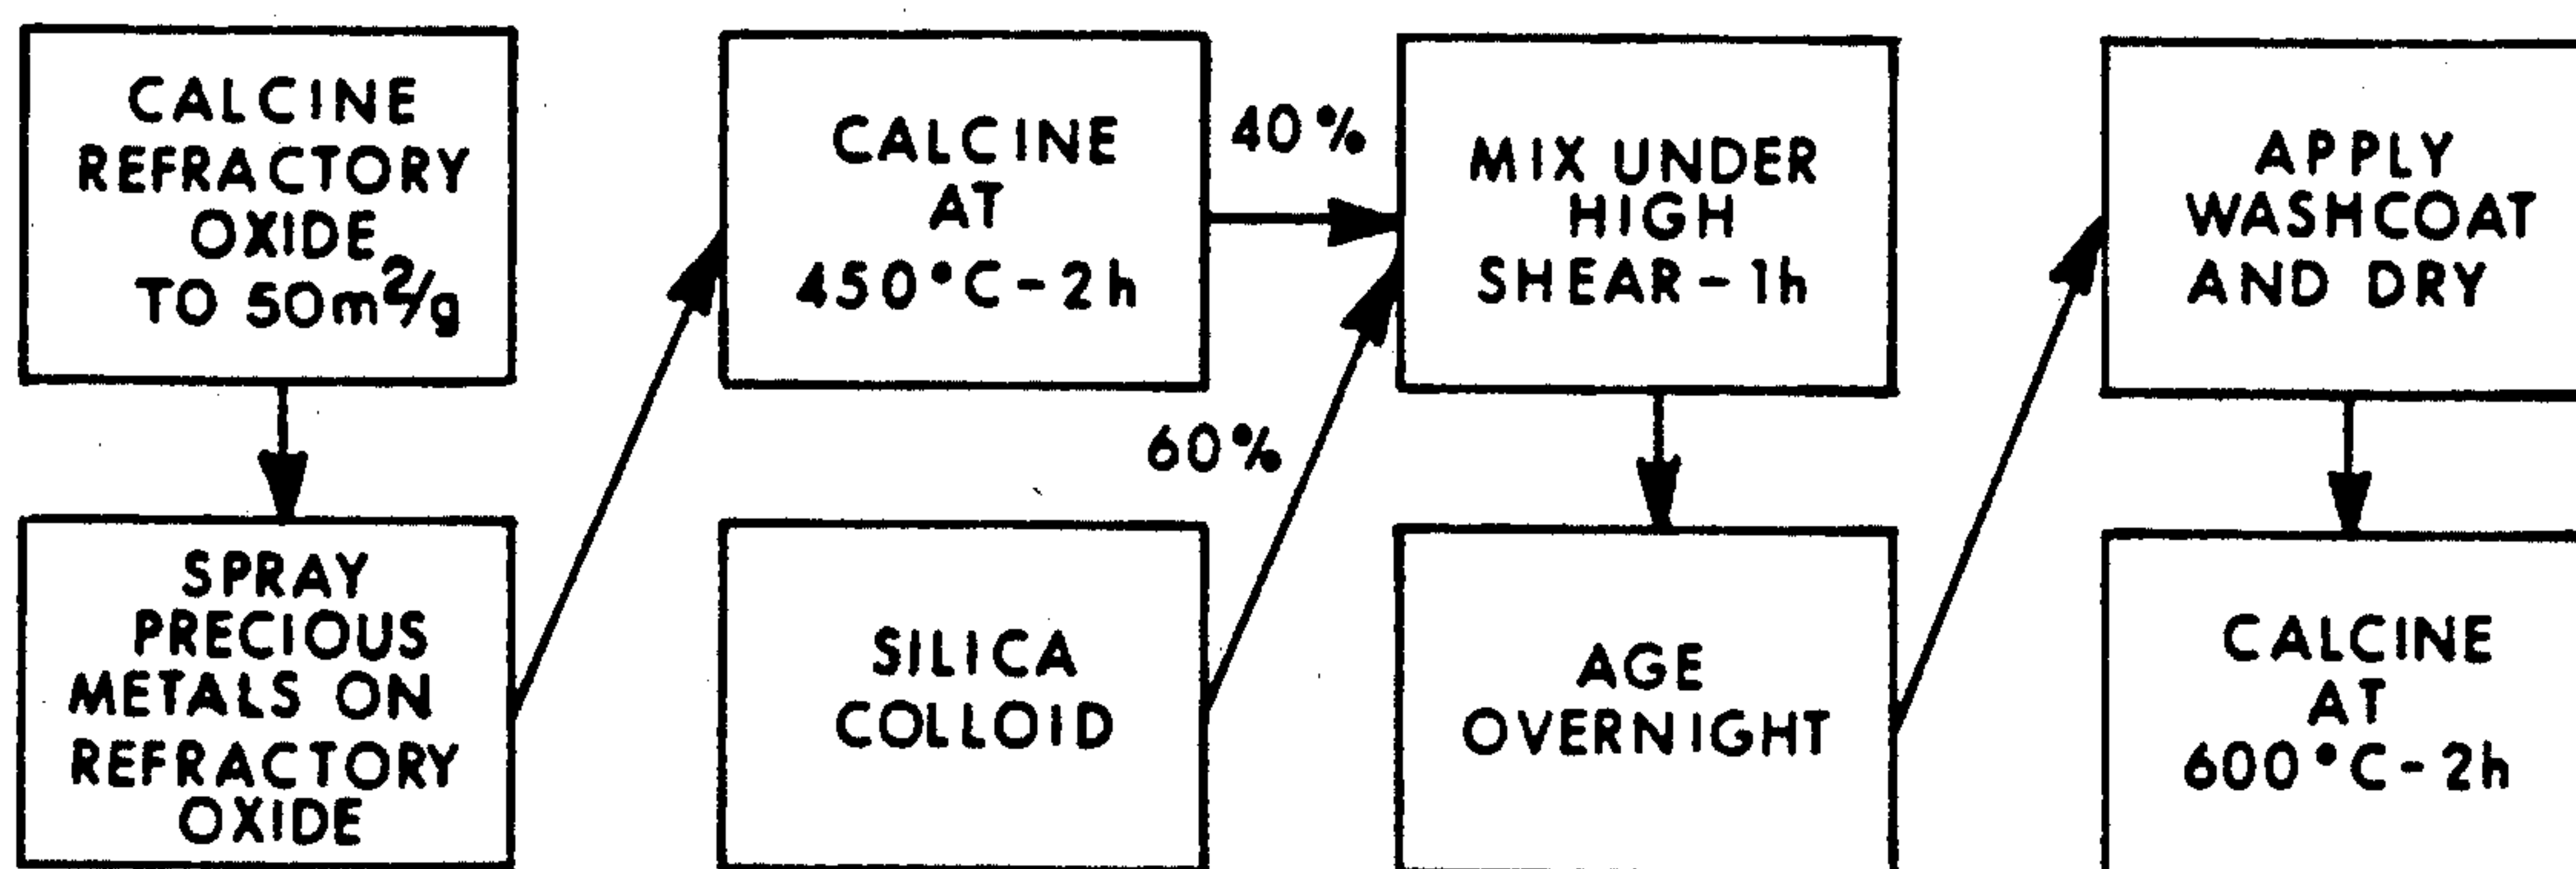 CALCINE
REFRACTORY
OXIDE
TO 50m²/g
SPRAY
PRECIOUS
METALS ON
REFRACTORY
OXIDE
CALCINE
AT
450°C-2h
40%
60%
SILICA
COLLOID
MIX UNDER
HIGH
SHEAR-1h
AGE
OVERNIGHT
APPLY
WASHCOAT
AND DRY
CALCINE
AT
600°C-2h